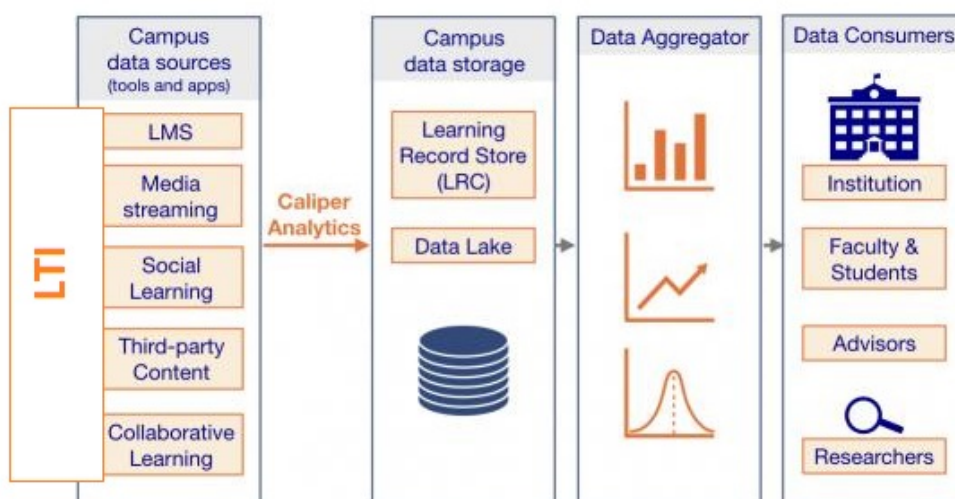 Campus
data sources
(tools and apps)
LTI
LMS
Media
streaming
Social
Learning
Third-party
Content
Collaborative
Learning
Caliper
Analytics
Campus
data storage
Learning
Record Store
(LRC)
Data Lake
Data Aggregator
Data Consumers
Institution
Faculty &
Students
Advisors
Researchers